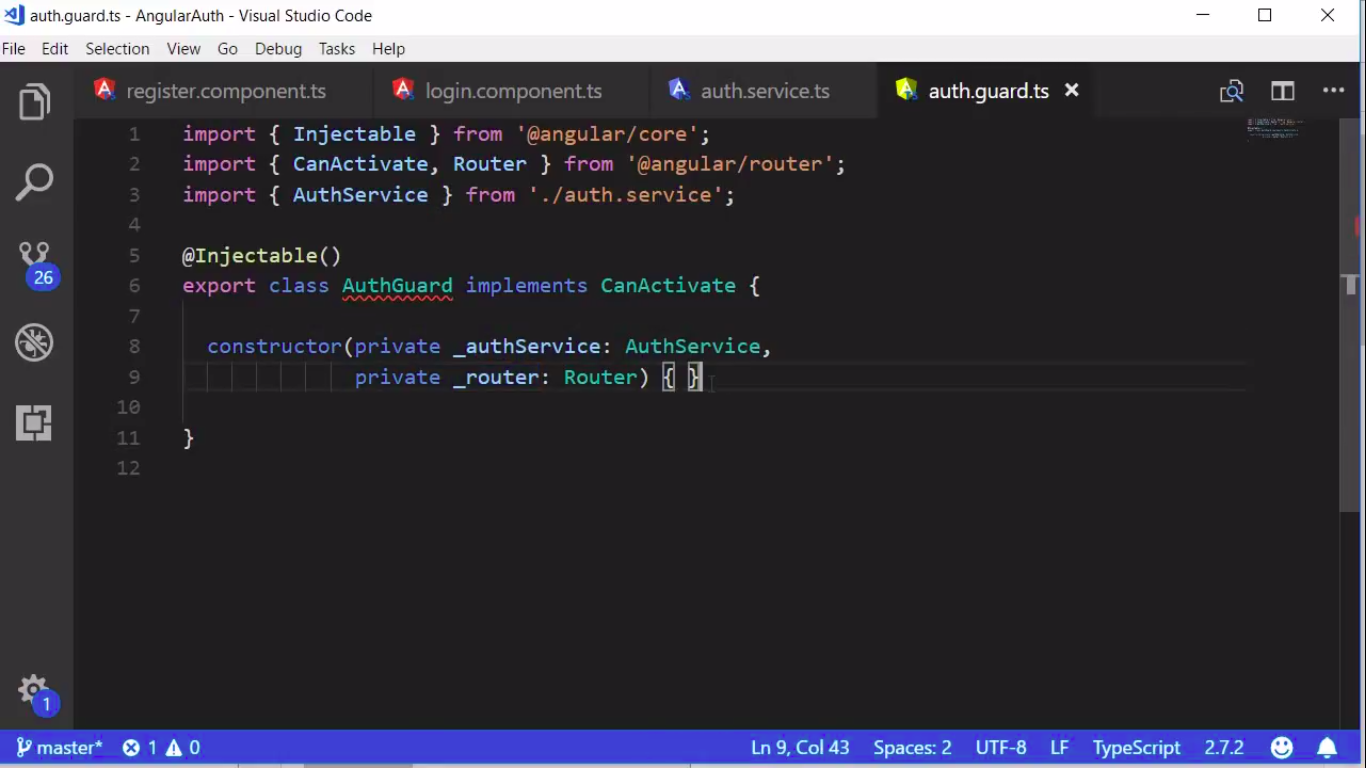 auth.guard.ts - AngularAuth - Visual Studio Code
File Edit Selection View Go Debug Tasks Help
register.component.ts login.component.ts auth.service.ts auth.guard.ts
1 import { Injectable } from '@angular/core';
2 import { CanActivate, Router } from '@angular/router';
3 import { AuthService } from './auth.service';
4
5 @Injectable()
6 export class AuthGuard implements CanActivate {
7
8 constructor(private _authService: AuthService,
9 private _router: Router) { }
10
11 }
12
26
1
master* 1 0 Ln 9, Col 43 Spaces: 2 UTF-8 LF TypeScript 2.7.2